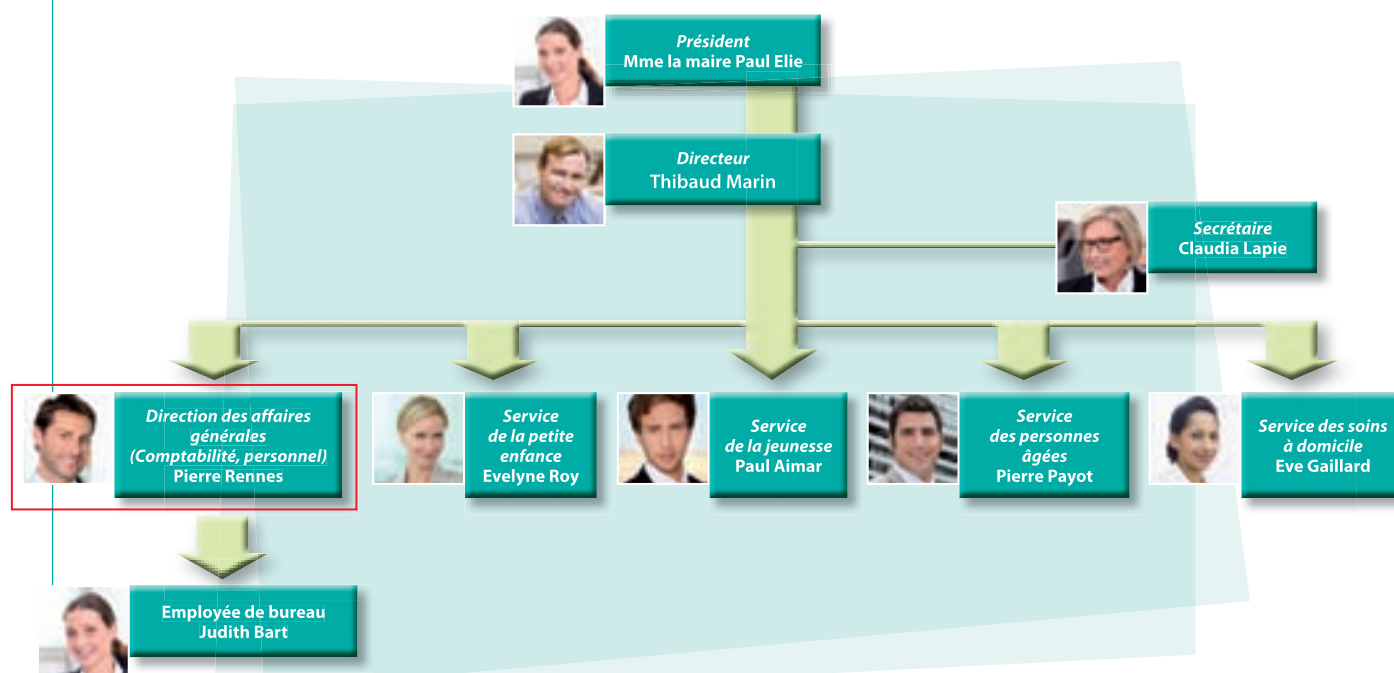 Président
Mme la maire Paul Elie
Directeur
Thibaud Marin
Secrétaire
Claudia Lapie
Direction des affaires
générales
(Comptabilité, personnel)
Pierre Rennes
Service
de la petite
enfance
Evelyne Roy
Service
de la jeunesse
Paul Aimar
Service
des personnes
âgées
Pierre Payot
Service des soins
à domicile
Eve Gaillard
Employée de bureau
Judith Bart